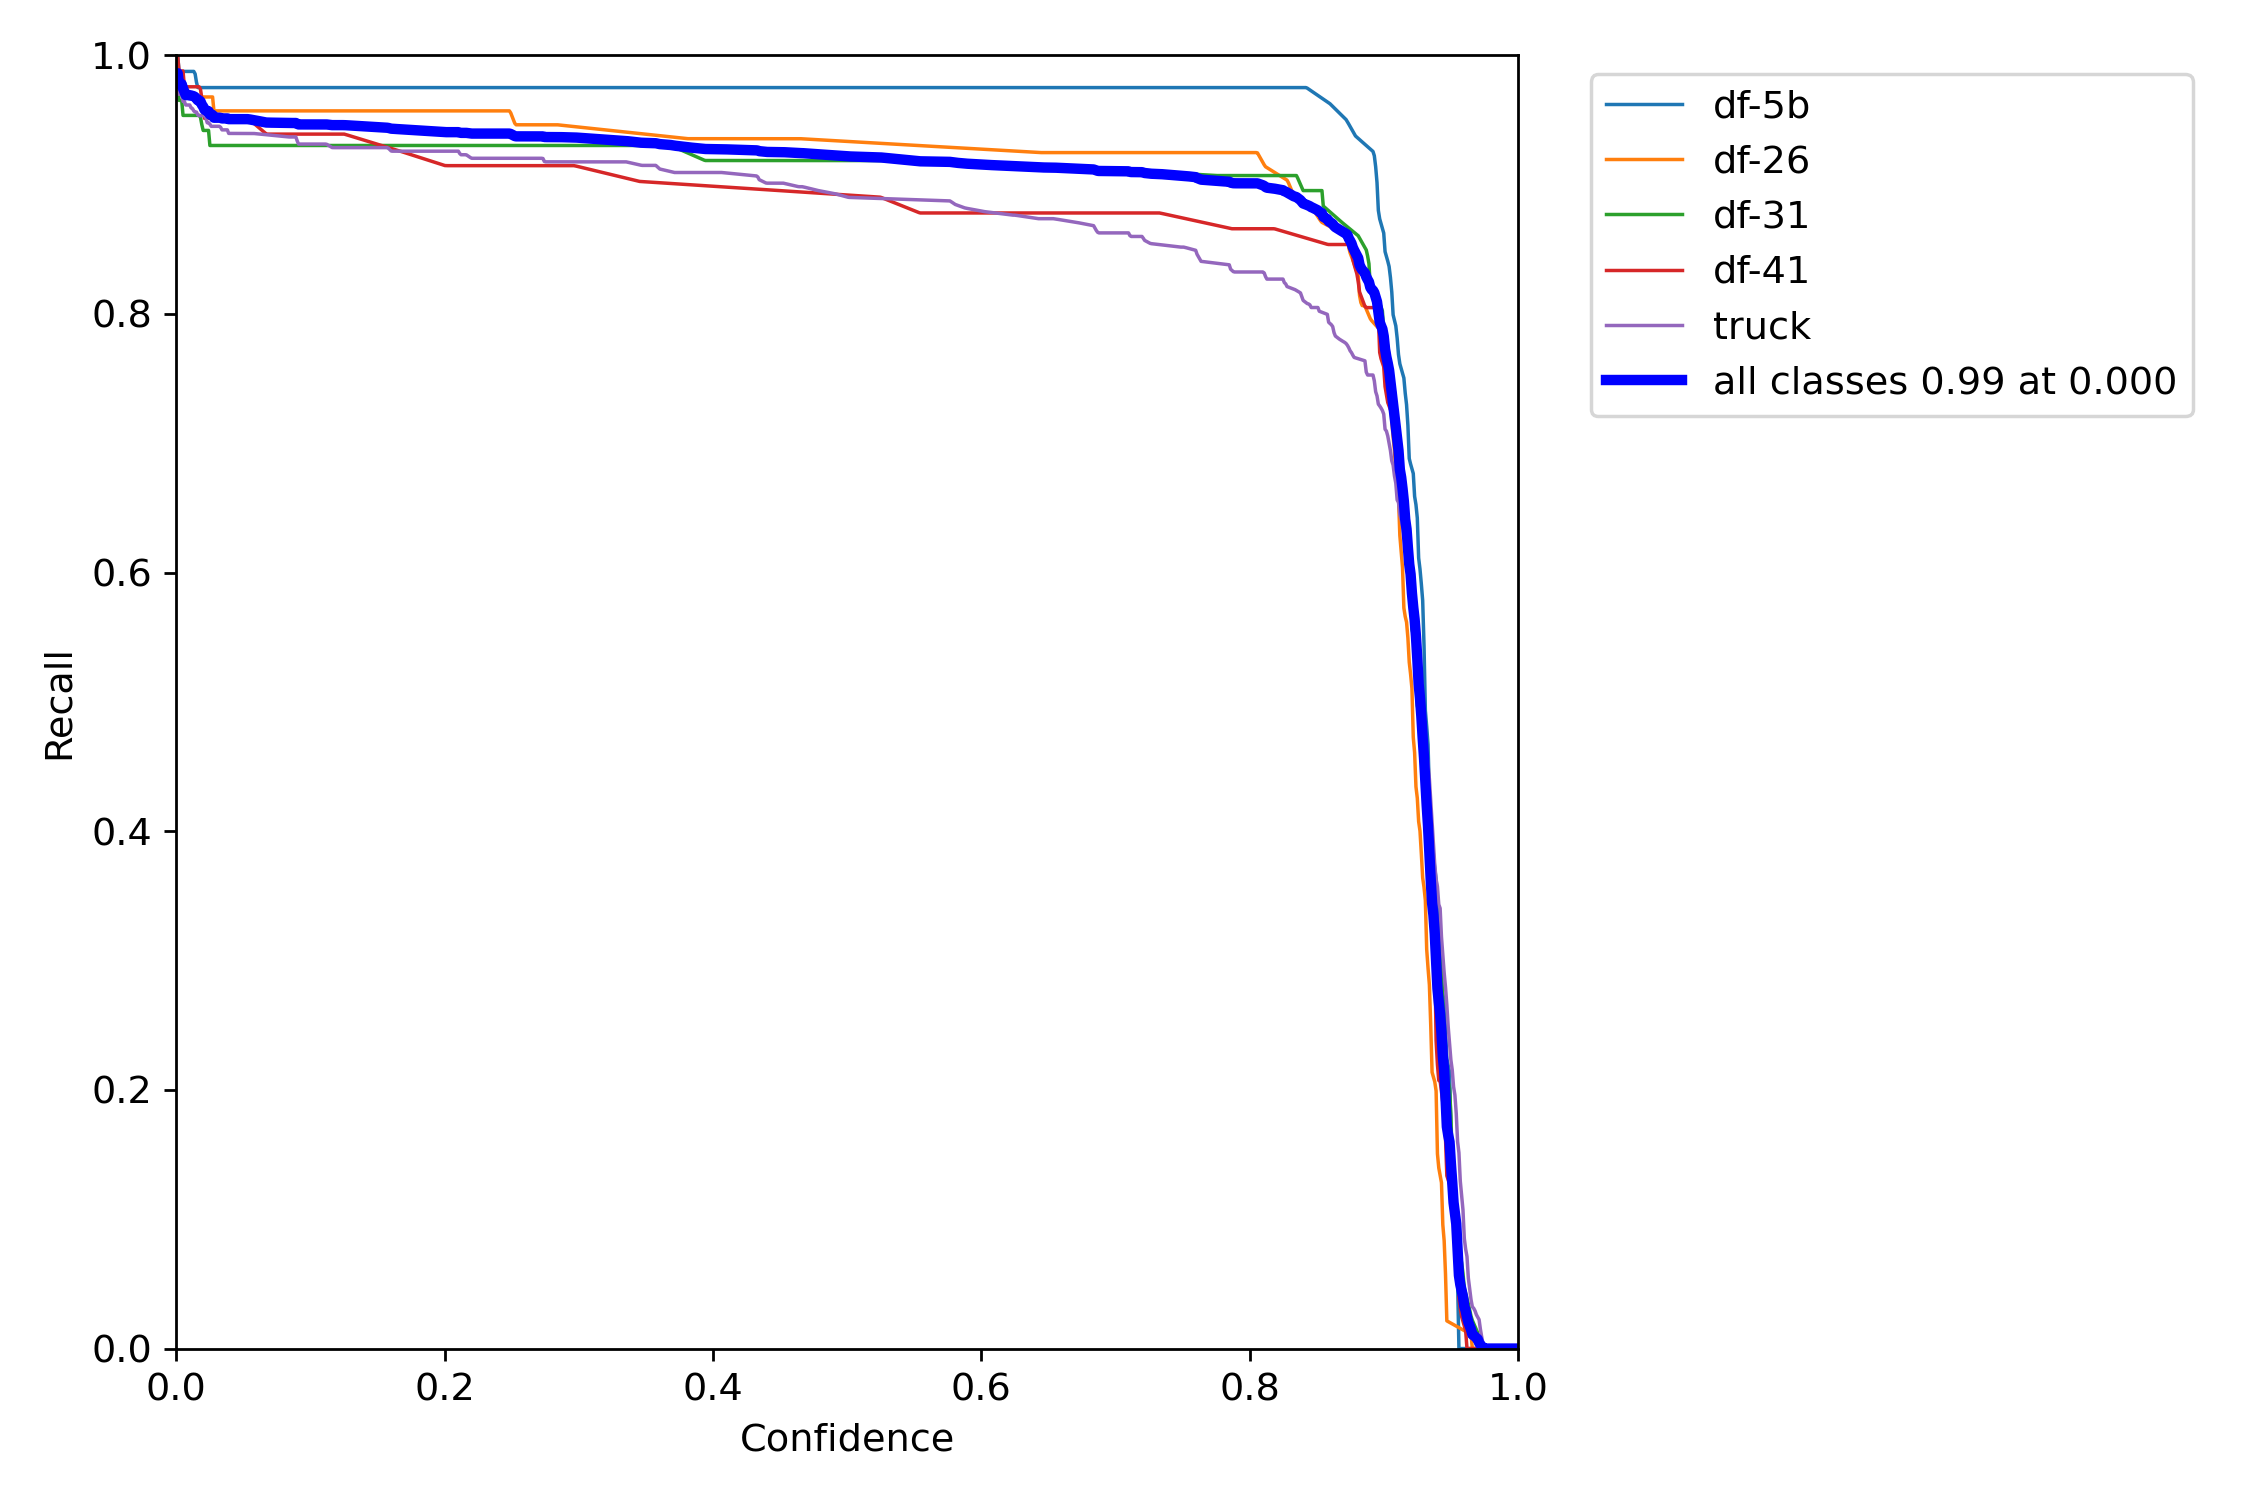 1.0
0.8
0.6
0.4
0.2
0.0
Recall
0.0 0.2 0.4 0.6 0.8 1.0
Confidence
df-5b
df-26
df-31
df-41
truck
all classes 0.99 at 0.000